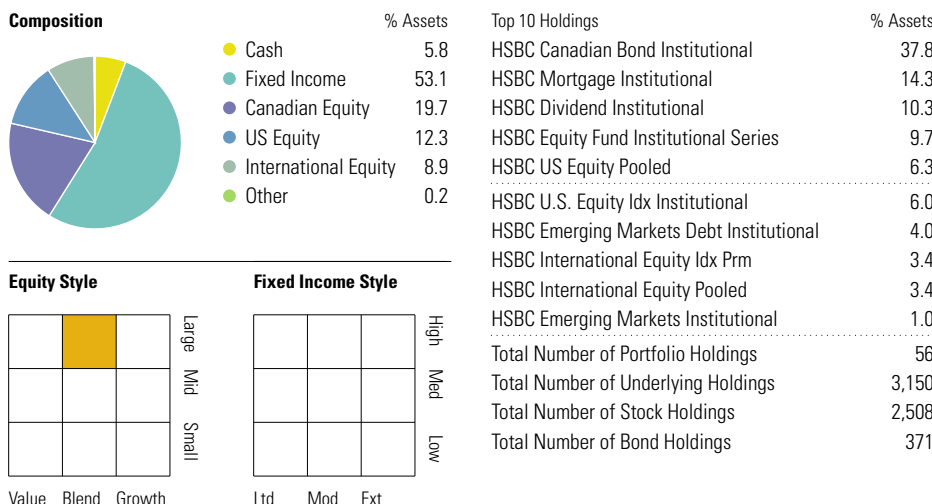 Composition % Assets
Cash 5.8
Fixed Income 53.1
Canadian Equity 19.7
US Equity 12.3
International Equity 8.9
Other 0.2
Equity Style
Large
Mid
Small
Value Blend Growth
Fixed Income Style
High
Med
Low
Ltd Mod Ext
Top 10 Holdings % Assets
HSBC Canadian Bond Institutional 37.8
HSBC Mortgage Institutional 14.3
HSBC Dividend Institutional 10.3
HSBC Equity Fund Institutional Series 9.7
HSBC US Equity Pooled 6.3
HSBC U.S. Equity Idx Institutional 6.0
HSBC Emerging Markets Debt Institutional 4.0
HSBC International Equity Idx Prm 3.4
HSBC International Equity Pooled 3.4
HSBC Emerging Markets Institutional 1.0
Total Number of Portfolio Holdings 56
Total Number of Underlying Holdings 3,150
Total Number of Stock Holdings 2,508
Total Number of Bond Holdings 371